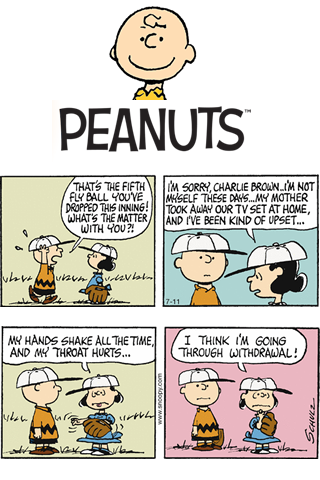 PEANUTS™
THAT'S THE FIFTH
FLY BALL YOU'VE
DROPPED THIS INNING!
WHAT'S THE MATTER
WITH YOU?!
I'M SORRY, CHARLIE BROWN..I'M NOT
MYSELF THESE DAYS...MY MOTHER
TOOK AWAY OUR TV SET AT HOME,
AND I'VE BEEN KIND OF UPSET...
7-11
MY HANDS SHAKE ALL THE TIME,
AND MY THROAT HURTS...
www.snoopy.com
I THINK I'M GOING
THROUGH WITHDRAWAL!
SCHULZ